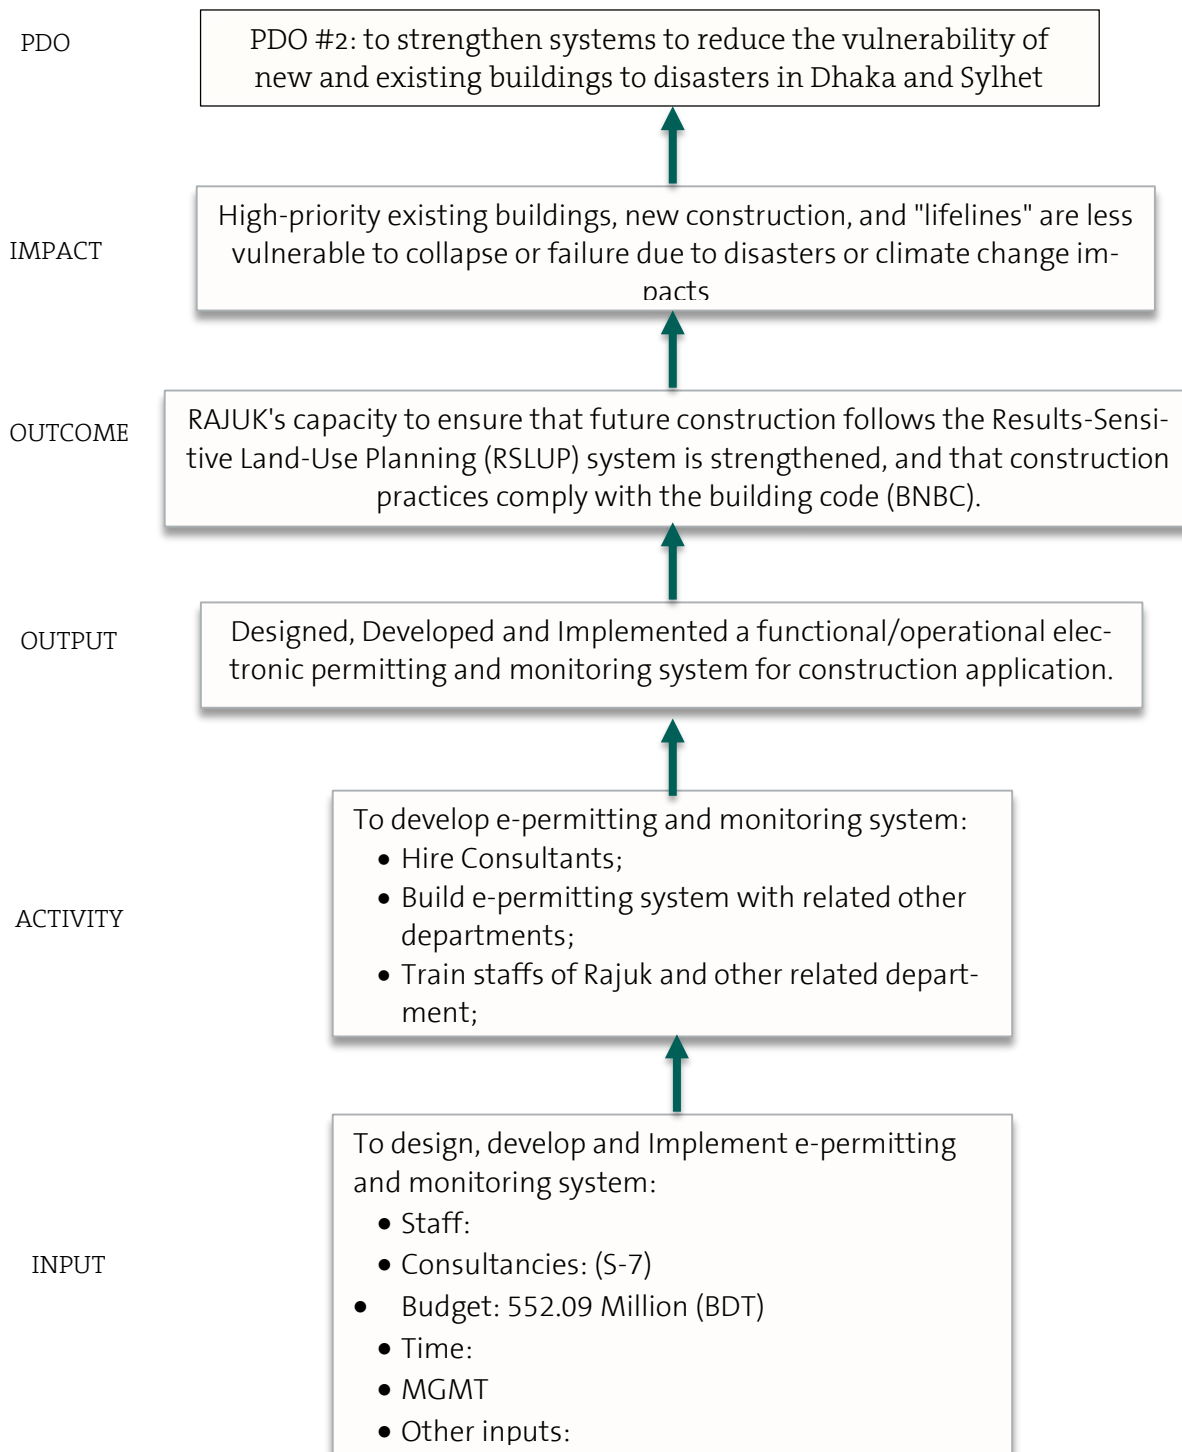 PDO
PDO #2: to strengthen systems to reduce the vulnerability of
new and existing buildings to disasters in Dhaka and Sylhet
IMPACT
High-priority existing buildings, new construction, and "lifelines" are less
vulnerable to collapse or failure due to disasters or climate change im-
pacts
OUTCOME
RAJUK's capacity to ensure that future construction follows the Results-Sensi-
tive Land-Use Planning (RSLUP) system is strengthened, and that construction
practices comply with the building code (BNBC).
OUTPUT
Designed, Developed and Implemented a functional/operational elec-
tronic permitting and monitoring system for construction application.
ACTIVITY
To develop e-permitting and monitoring system:
• Hire Consultants;
• Build e-permitting system with related other
departments;
• Train staffs of Rajuk and other related depart-
ment;
INPUT
To design, develop and Implement e-permitting
and monitoring system:
• Staff:
• Consultancies: (S-7)
• Budget: 552.09 Million (BDT)
• Time:
• MGMT
• Other inputs: